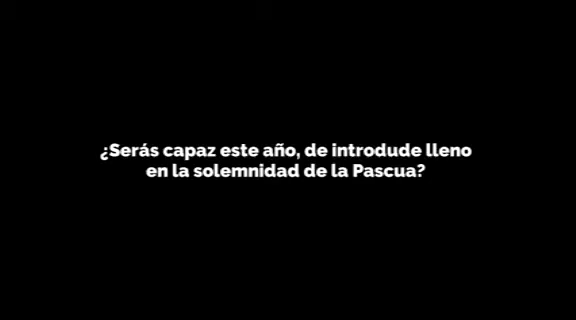 ¿Serás capaz este año, de introdude lleno
en la solemnidad de la Pascua?